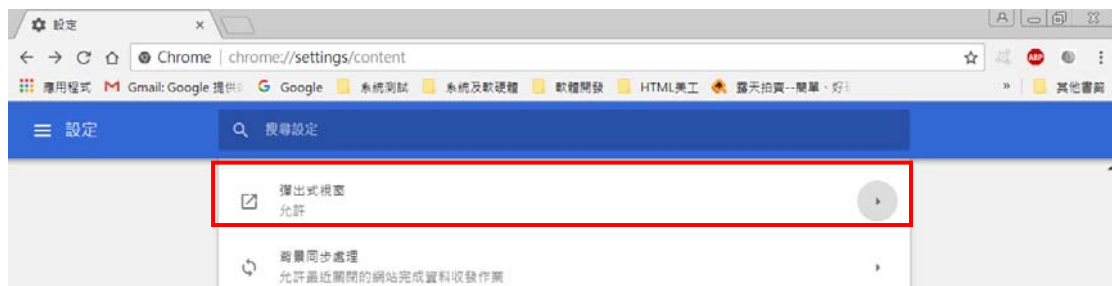 設定
Chrome | chrome://settings/content
應用程式 Gmail: Google 提供 Google 系統測試 系統及軟硬體 軟體開發 HTML美工 露天拍賣--簡單、好 » 其他書籤
設定 搜尋設定
彈出式視窗
允許
背景同步處理
允許最近關閉的網站完成資料收發作業